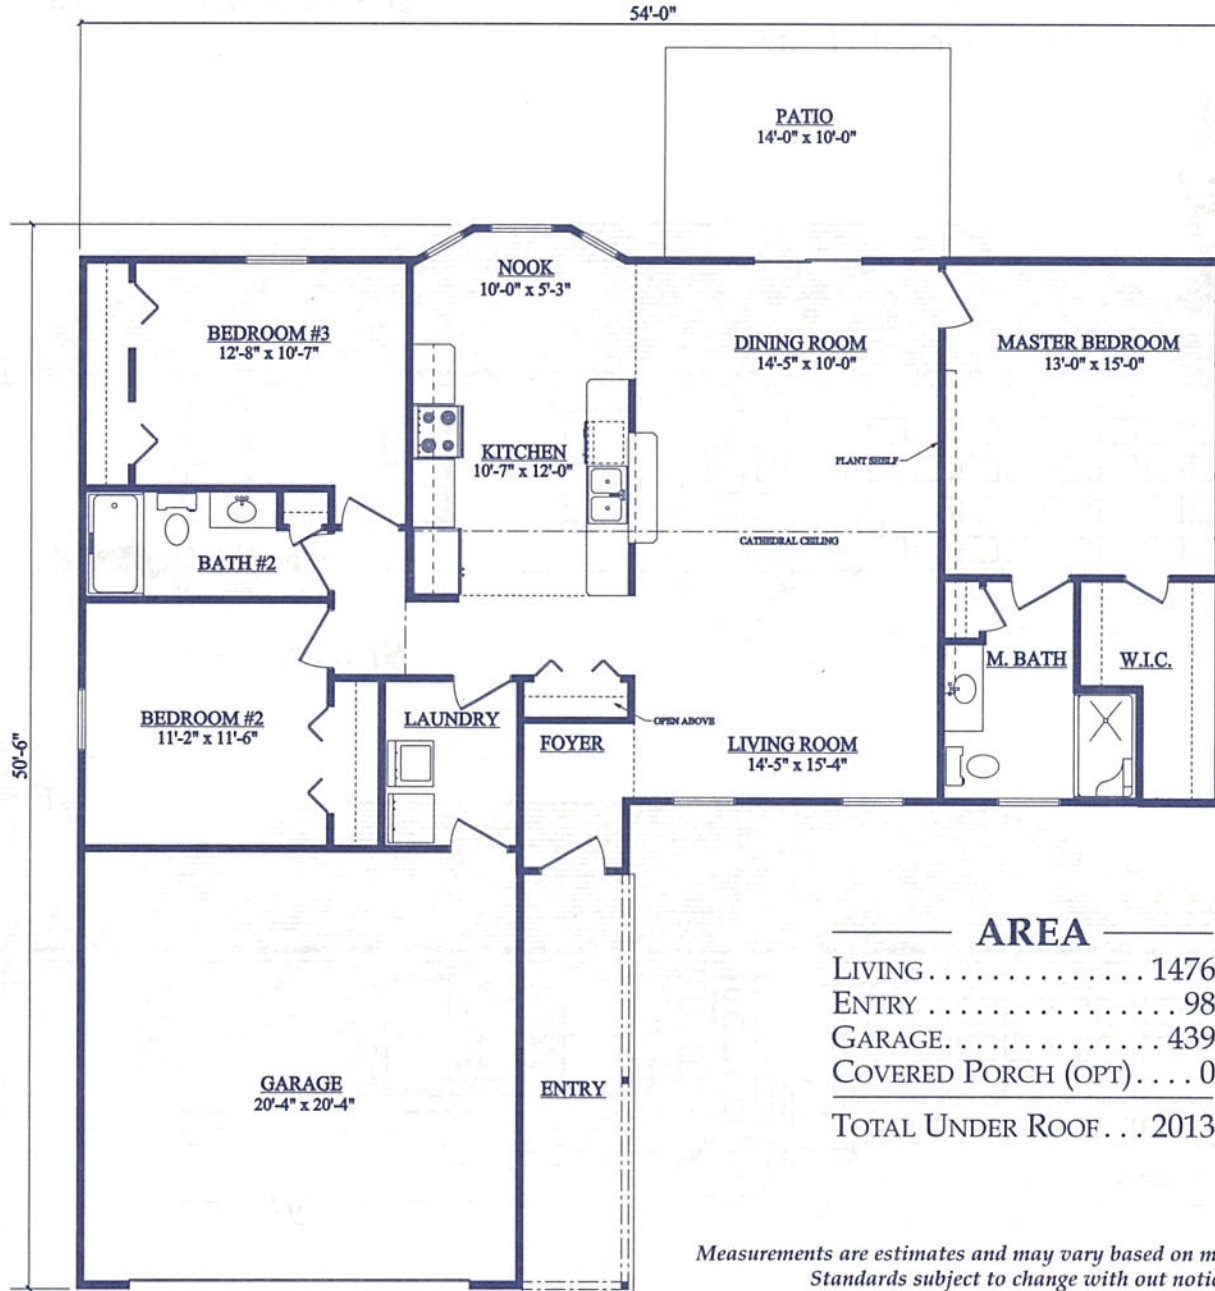 54'-0"
PATIO
14'-0" x 10'-0"
NOOK
10'-0" x 5'-3"
BEDROOM #3
12'-8" x 10'-7"
DINING ROOM
14'-5" x 10'-0"
MASTER BEDROOM
13'-0" x 15'-0"
KITCHEN
10'-7" x 12'-0"
PLANT SHELF
CATHEDRAL CEILING
BATH #2
M. BATH
W.I.C.
BEDROOM #2
11'-2" x 11'-6"
LAUNDRY
OPEN ABOVE
FOYER
LIVING ROOM
14'-5" x 15'-4"
50'-6"
AREA
LIVING . . . . . . . . . . . . . . . 1476
ENTRY . . . . . . . . . . . . . . . . . 98
GARAGE. . . . . . . . . . . . . . . 439
COVERED PORCH (OPT) . . . . 0
TOTAL UNDER ROOF. . . 2013
GARAGE
20'-4" x 20'-4"
ENTRY
Measurements are estimates and may vary based on m
Standards subject to change with out notic